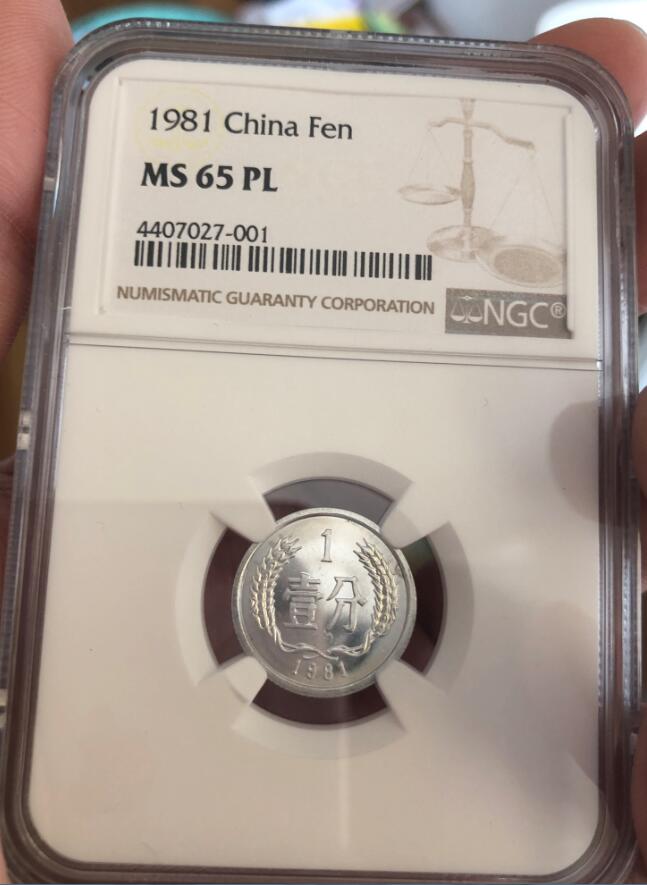 1981 China Fen
MS 65 PL
4407027-001
NUMISMATIC GUARANTY CORPORATION
NGC®
1
壹分
1981